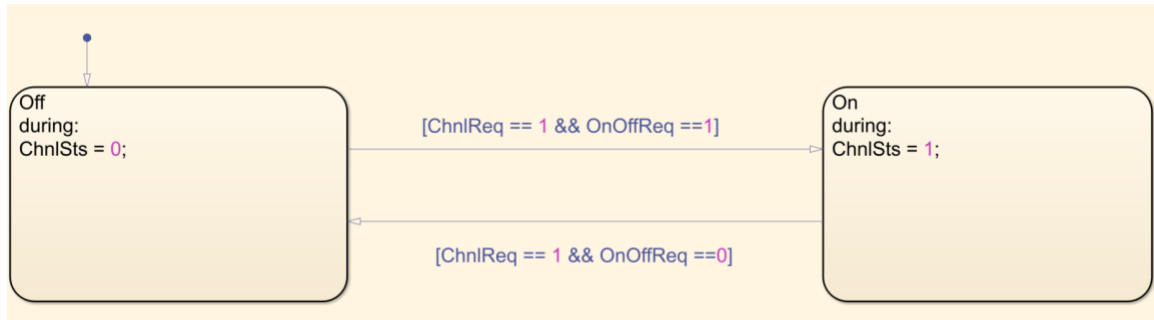 Off
during:
ChnlSts = 0;
[ChnlReq == 1 && OnOffReq ==1]
On
during:
ChnlSts = 1;
[ChnlReq == 1 && OnOffReq ==0]